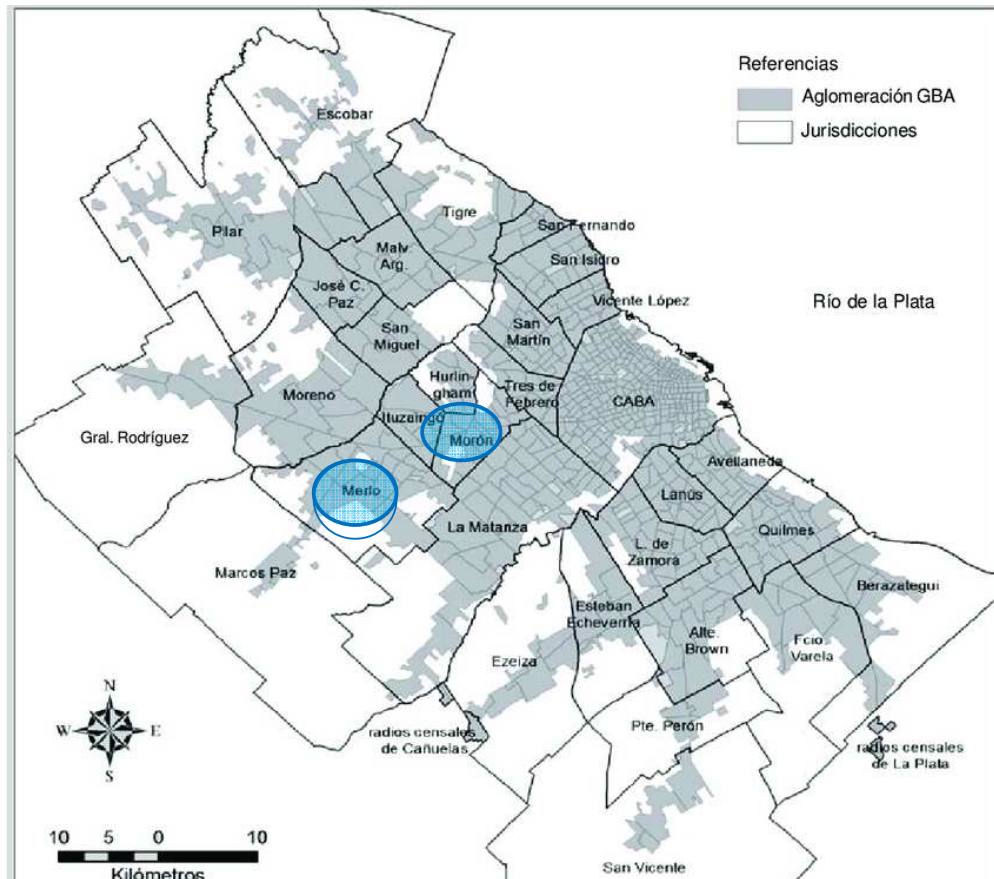 Referencias
Aglomeración GBA
Jurisdicciones
Escobar
Pilar
Tigre
San Fernando
Malv.
Arg.
San Isidro
José C.
Paz
Vicente López
Río de la Plata
San
Miguel
San
Martín
Hurlin-
gham
Tres de
Febrero
Moreno
CABA
Ituzaingó
Morón
Gral. Rodríguez
Avellaneda
Merlo
Lanús
La Matanza
Quilmes
L. de
Zamora
Marcos Paz
Berazategui
Esteban
Echeverría
Alte.
Brown
Fcio
Varela
Ezeiza
Pte. Perón
radios censales
de Cañuelas
radios censales
de La Plata
San Vicente
N
W
E
S
10 5 0 10
Kilómetros